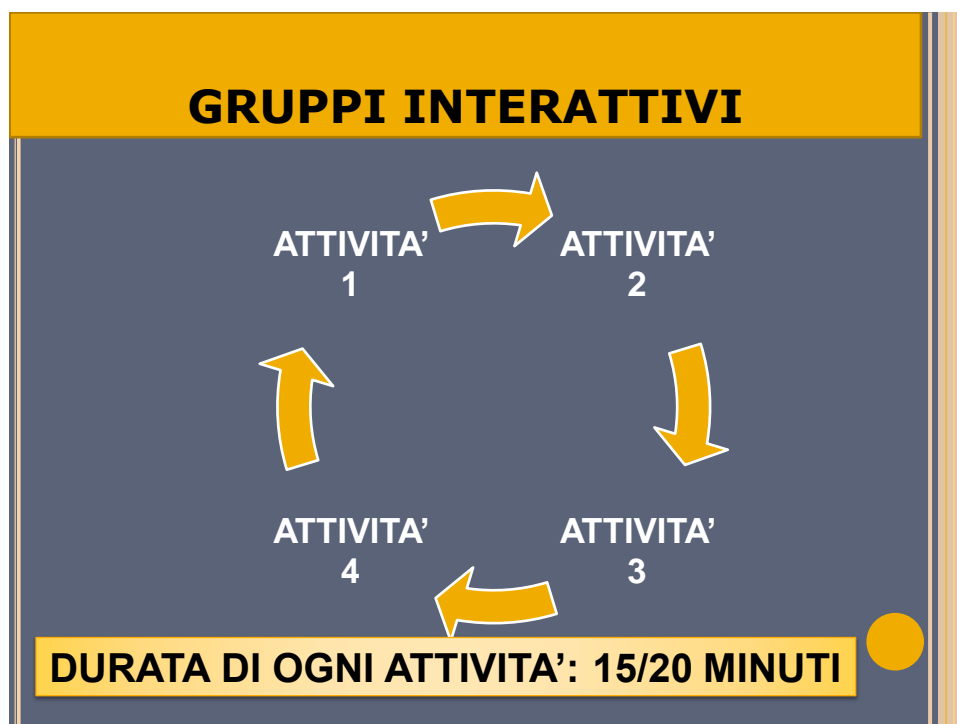 GRUPPI INTERATTIVI
ATTIVITA’
1
ATTIVITA’
2
ATTIVITA’
3
ATTIVITA’
4
DURATA DI OGNI ATTIVITA’: 15/20 MINUTI